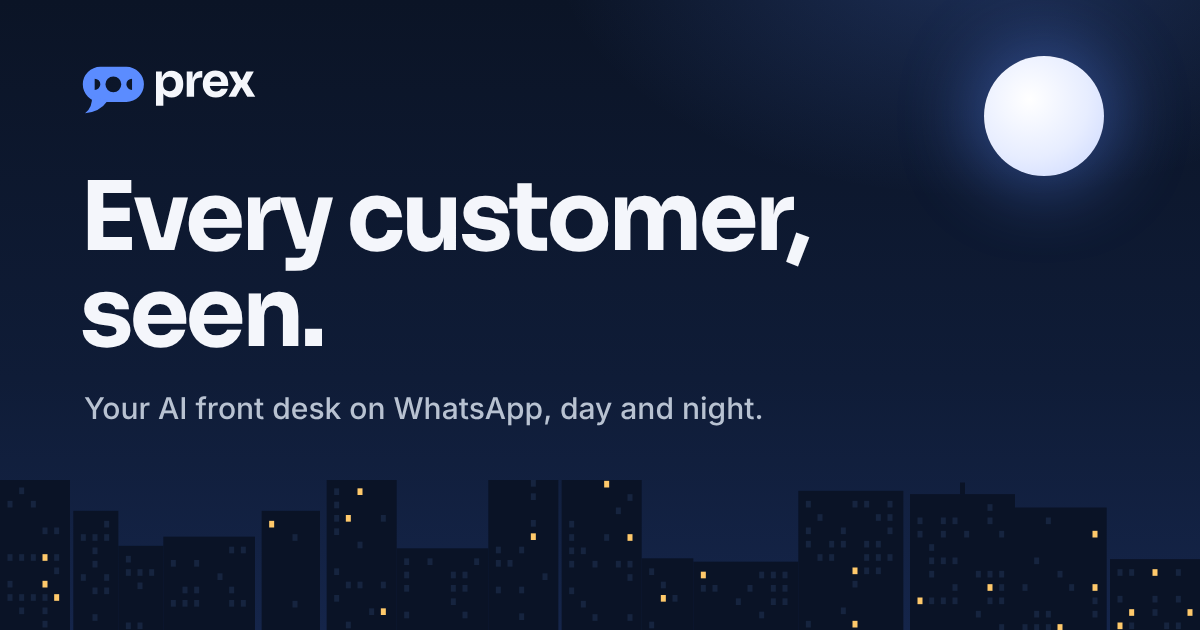 prex
Every customer,
seen.
Your AI front desk on WhatsApp, day and night.